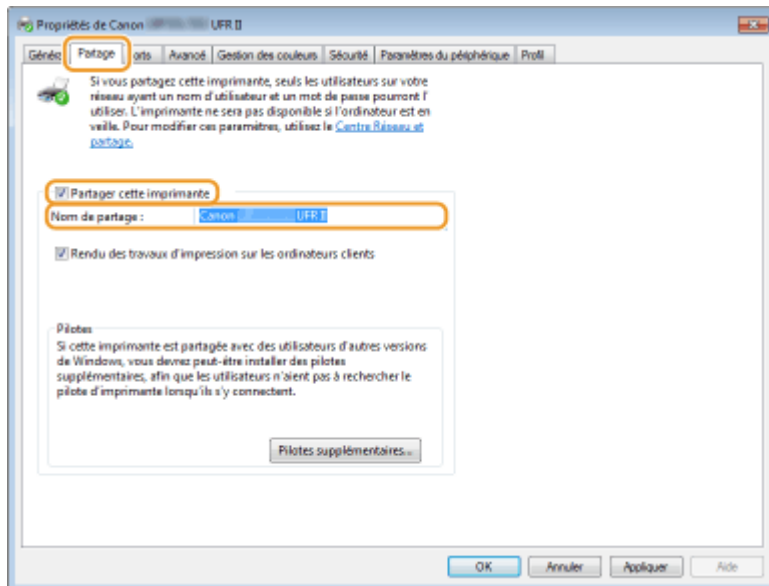 Propriétés de Canon UFR II
Généra Partage orts Avancé Gestion des couleurs Sécurité Paramètres du périphérique Profil
Si vous partagez cette imprimante, seuls les utilisateurs sur votre
réseau ayant un nom d'utilisateur et un mot de passe pourront l'
utiliser. L'imprimante ne sera pas disponible si l'ordinateur est en
veille. Pour modifier ces paramètres, utilisez le Centre Réseau et
partage.
Partager cette imprimante
Nom de partage : Canon UFR II
Rendu des travaux d'impression sur les ordinateurs clients
Pilotes
Si cette imprimante est partagée avec des utilisateurs d'autres versions
de Windows, vous devrez peut-être installer des pilotes
supplémentaires, afin que les utilisateurs n'aient pas à rechercher le
pilote d'imprimante lorsqu'ils s'y connectent.
Pilotes supplémentaires...
OK Annuler Appliquer Aide